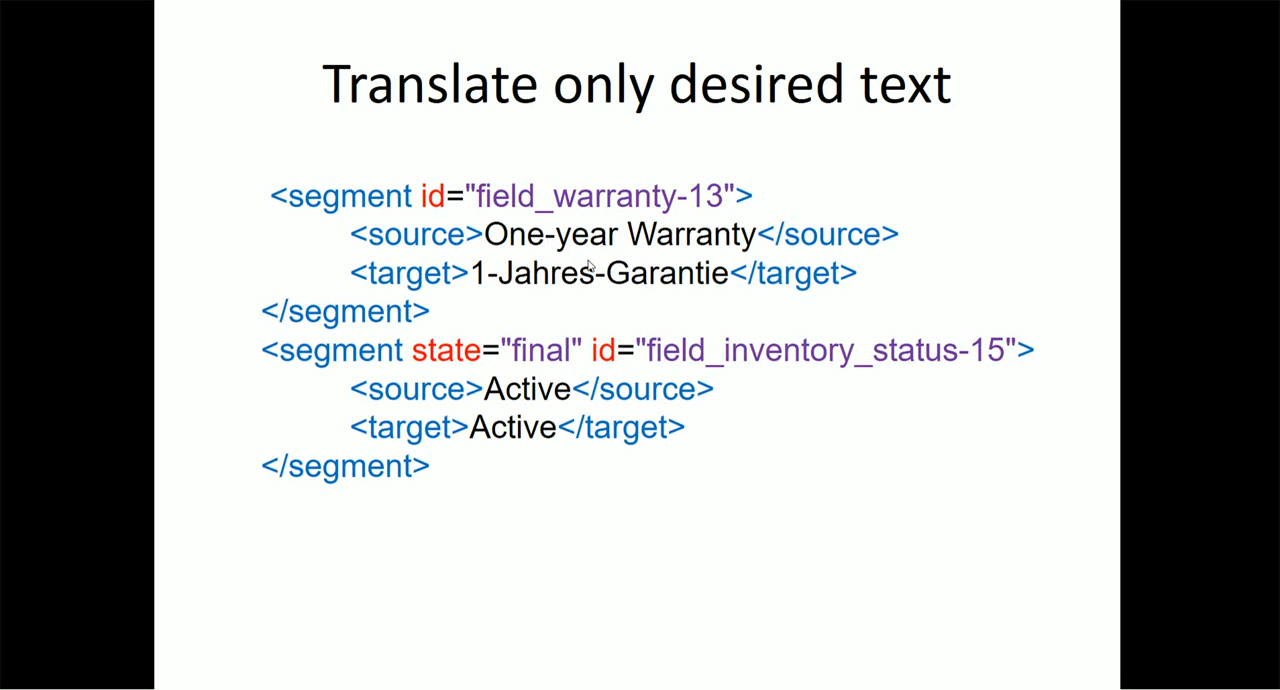 Translate only desired text
<segment id="field_warranty-13">
<source>One-year Warranty</source>
<target>1-Jahres-Garantie</target>
</segment>
<segment state="final" id="field_inventory_status-15">
<source>Active</source>
<target>Active</target>
</segment>